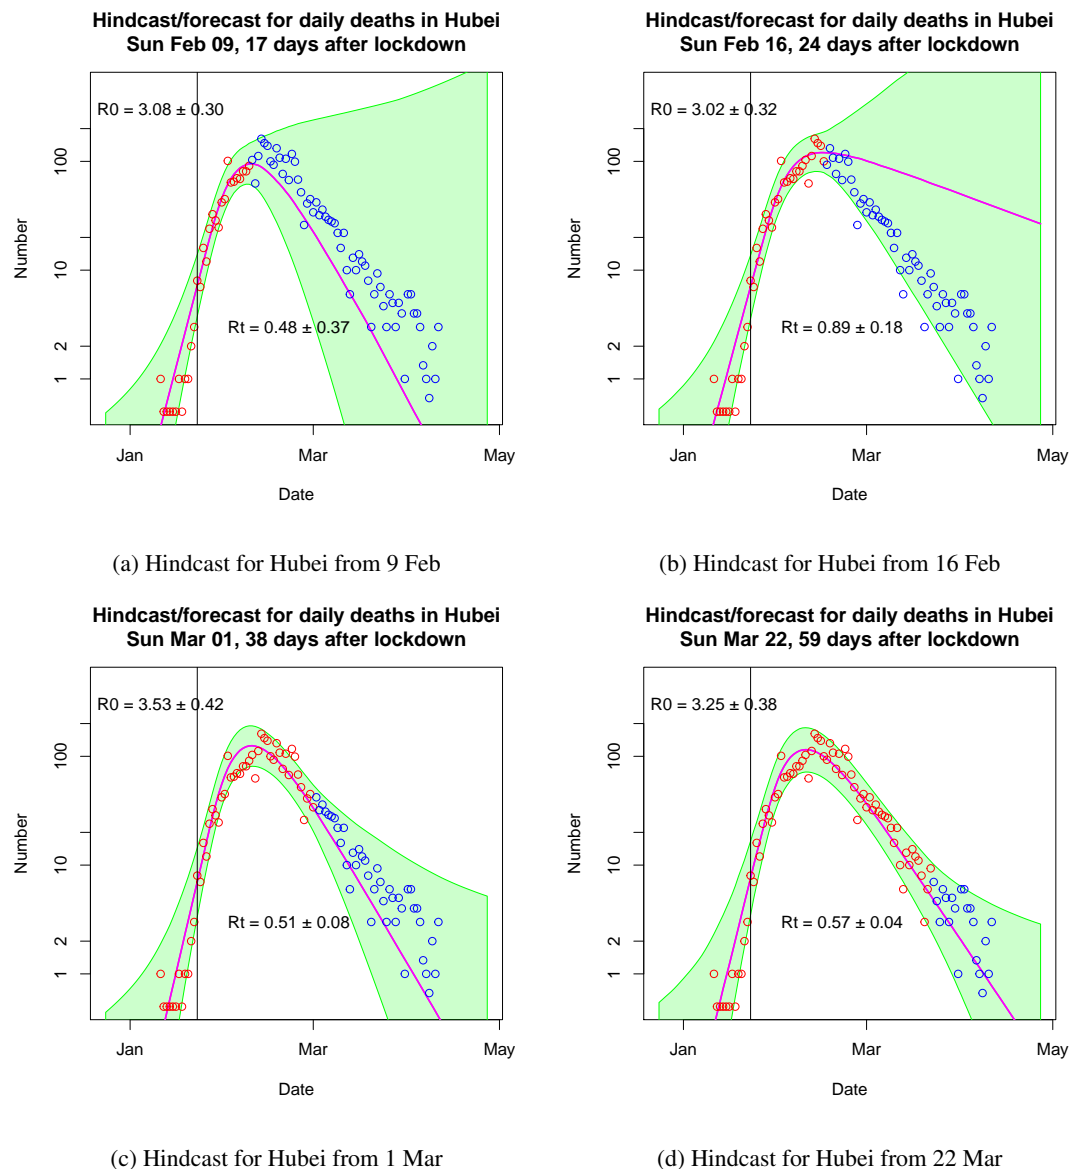 Hindcast/forecast for daily deaths in Hubei
Sun Feb 09, 17 days after lockdown
R0 = 3.08 ± 0.30
Rt = 0.48 ± 0.37
Number
100
10
2
1
Jan
Mar
May
Date
(a) Hindcast for Hubei from 9 Feb
Hindcast/forecast for daily deaths in Hubei
Sun Feb 16, 24 days after lockdown
R0 = 3.02 ± 0.32
Rt = 0.89 ± 0.18
Number
100
10
2
1
Jan
Mar
May
Date
(b) Hindcast for Hubei from 16 Feb
Hindcast/forecast for daily deaths in Hubei
Sun Mar 01, 38 days after lockdown
R0 = 3.53 ± 0.42
Rt = 0.51 ± 0.08
Number
100
10
2
1
Jan
Mar
May
Date
(c) Hindcast for Hubei from 1 Mar
Hindcast/forecast for daily deaths in Hubei
Sun Mar 22, 59 days after lockdown
R0 = 3.25 ± 0.38
Rt = 0.57 ± 0.04
Number
100
10
2
1
Jan
Mar
May
Date
(d) Hindcast for Hubei from 22 Mar